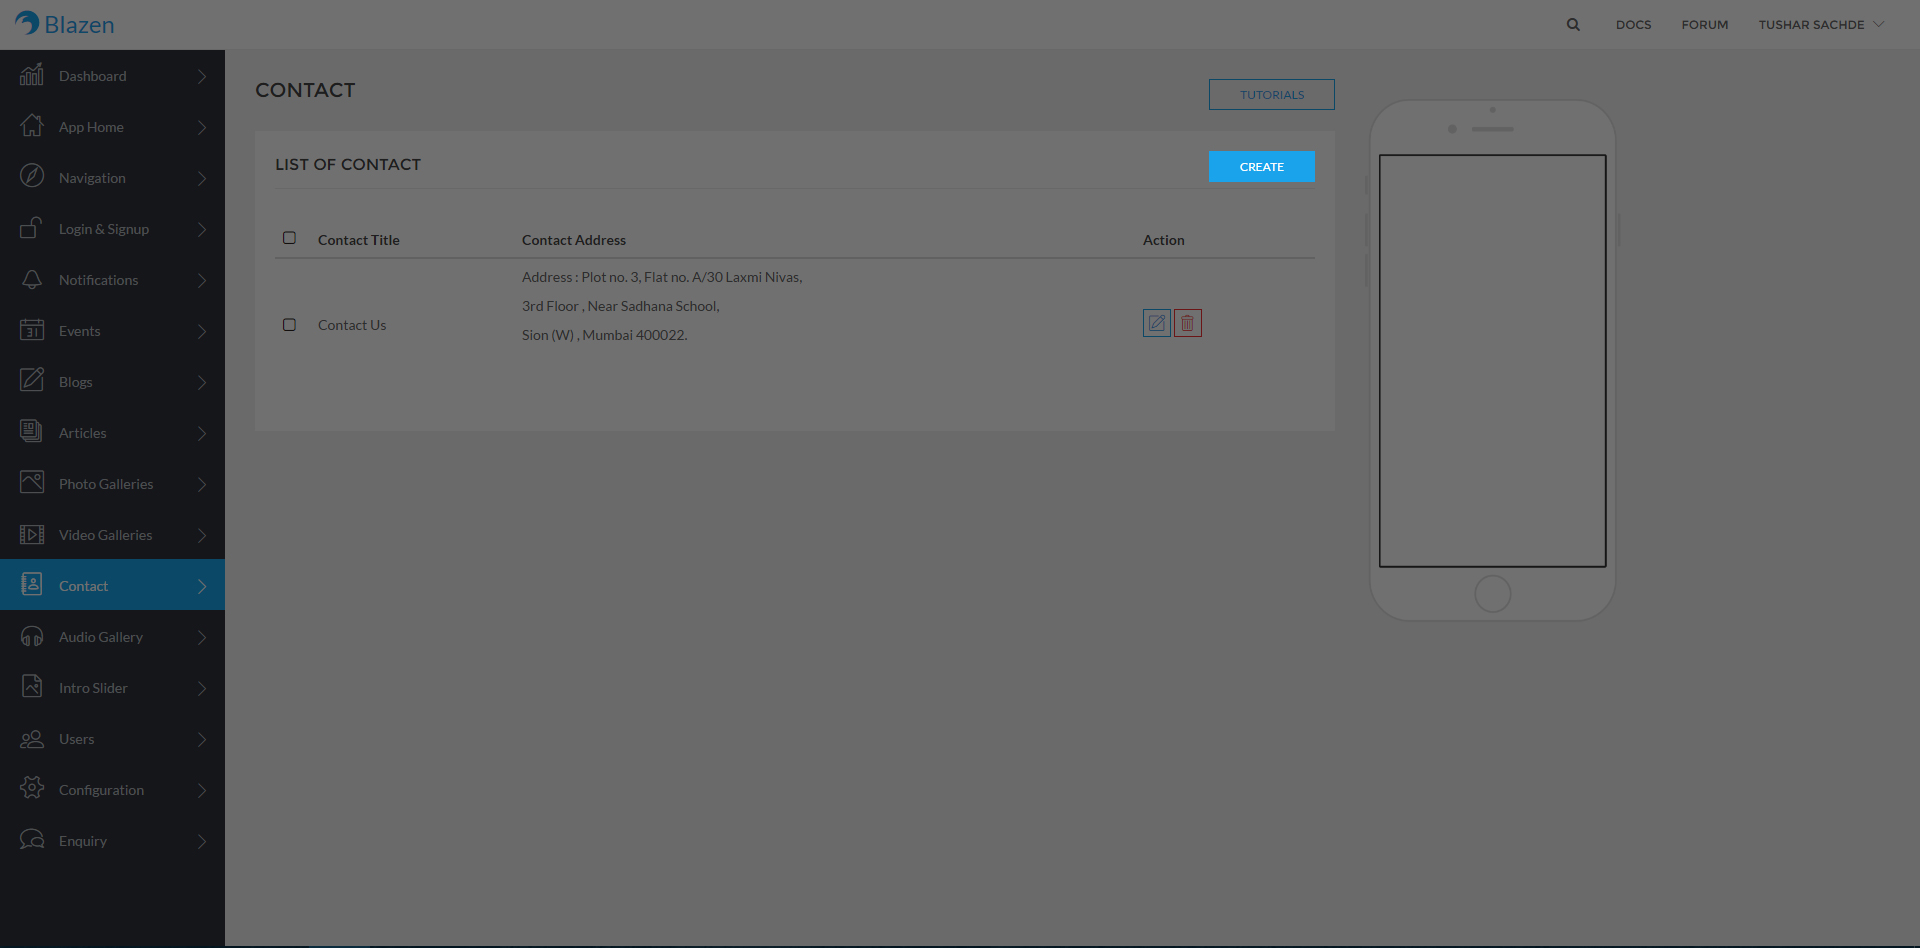 Blazen
DOCS
FORUM
TUSHAR SACHDE
Dashboard
App Home
Navigation
Login & Signup
Notifications
31
Events
Blogs
Articles
Photo Galleries
Video Galleries
Contact
Audio Gallery
Intro Slider
Users
Configuration
Enquiry
CONTACT
TUTORIALS
LIST OF CONTACT
CREATE
Contact Title
Contact Address
Action
Contact Us
Address : Plot no. 3, Flat no. A/30 Laxmi Nivas,
3rd Floor , Near Sadhana School,
Sion (W) , Mumbai 400022.